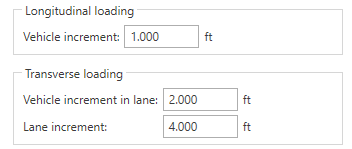 Longitudinal loading
Vehicle increment: 1.000 ft
Transverse loading
Vehicle increment in lane: 2.000 ft
Lane increment: 4.000 ft